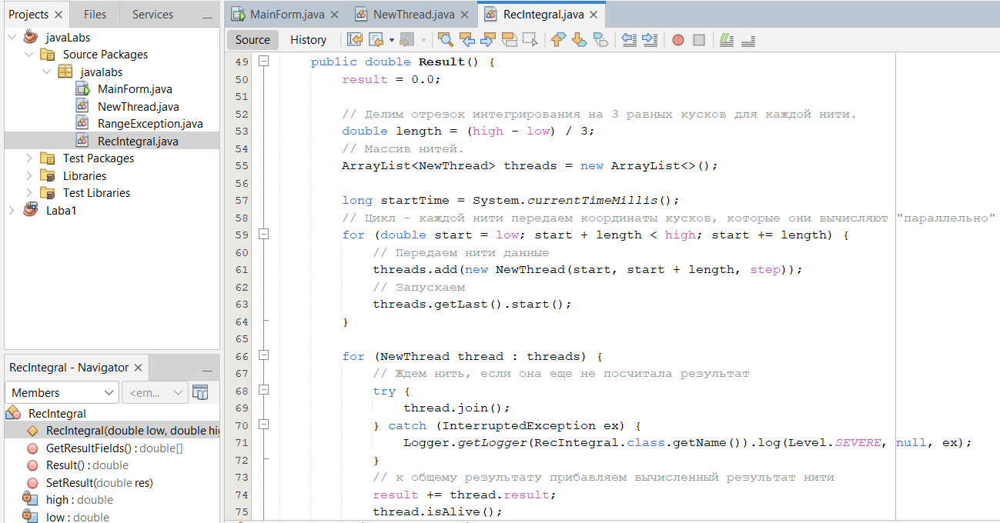 Projects
Files
Services
javaLabs
Source Packages
javalabs
MainForm.java
NewThread.java
RangeException.java
RecIntegral.java
Test Packages
Libraries
Test Libraries
Laba1
RecIntegral - Navigator
Members
<em...
RecIntegral
RecIntegral(double low, double hi
GetResultFields() : double[]
Result() : double
SetResult(double res)
high : double
low : double
MainForm.java
NewThread.java
RecIntegral.java
Source
History
49 public double Result() {
50 result = 0.0;
51
52 // Делим отрезок интегрирования на 3 равных кусков для каждой нити.
53 double length = (high - low) / 3;
54 // Массив нитей.
55 ArrayList<NewThread> threads = new ArrayList<>();
56
57 long startTime = System.currentTimeMillis();
58 // Цикл - каждой нити передаем координаты кусков, которые они вычисляют "параллельно"
59 for (double start = low; start + length < high; start += length) {
60 // Передаем нити данные
61 threads.add(new NewThread(start, start + length, step));
62 // Запускаем
63 threads.getLast().start();
64 }
65
66 for (NewThread thread : threads) {
67 // Ждем нить, если она еще не посчитала результат
68 try {
69 thread.join();
70 } catch (InterruptedException ex) {
71 Logger.getLogger(RecIntegral.class.getName()).log(Level.SEVERE, null, ex);
72 }
73 // к общему результату прибавляем вычисленный результат нити
74 result += thread.result;
75 thread.isAlive();